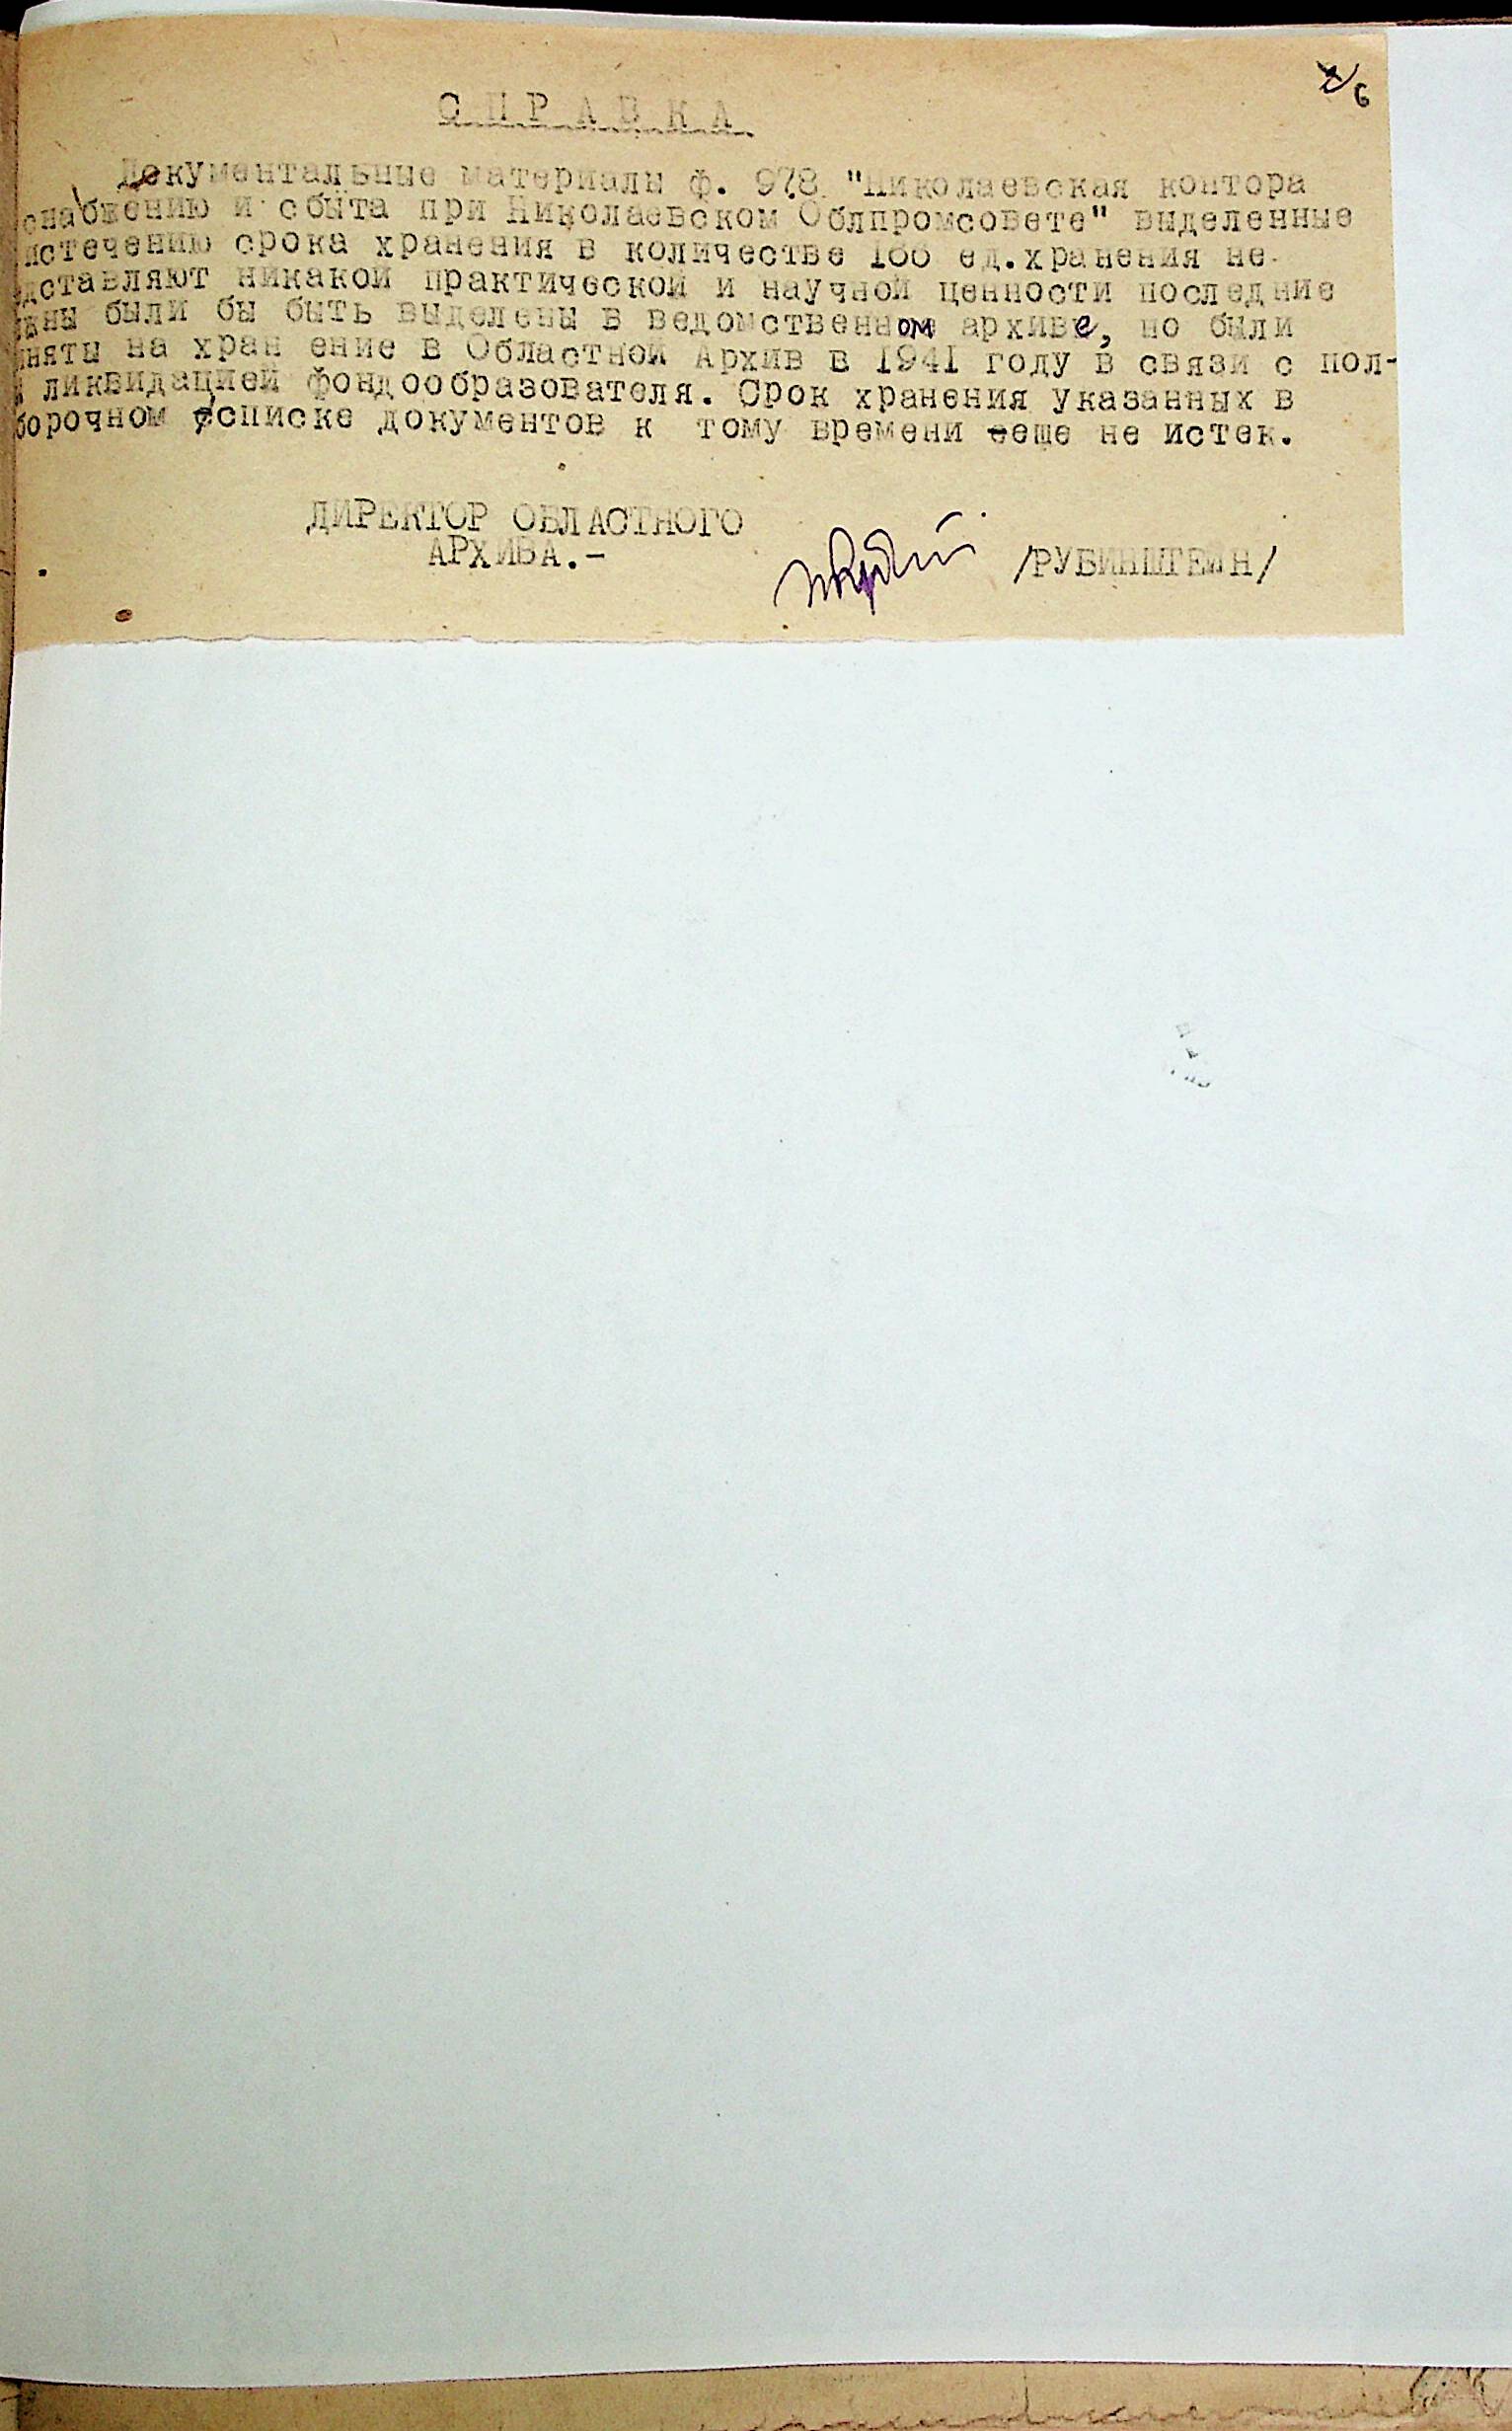 6
С П Р А В К А
Документальные материалы ф. 978 "Николаевская контора
снабжению и сбыта при Николаевском Облпромсовете" выделенные
истечению срока хранения в количестве ед.хранения не
дставляют никакой практической и научной ценности последние
жны были бы быть выделены в ведомственном архиве, но были
няты на хран ение в Областной Архив в 1941 году в связи с пол-
й ликвидацией фондообразователя. Срок хранения указанных в
борочном списке документов к тому времени еще не истек.
ДИРЕКТОР ОБЛАСТНОГО
АРХИВА.-
/РУБИНШТЕЙН/